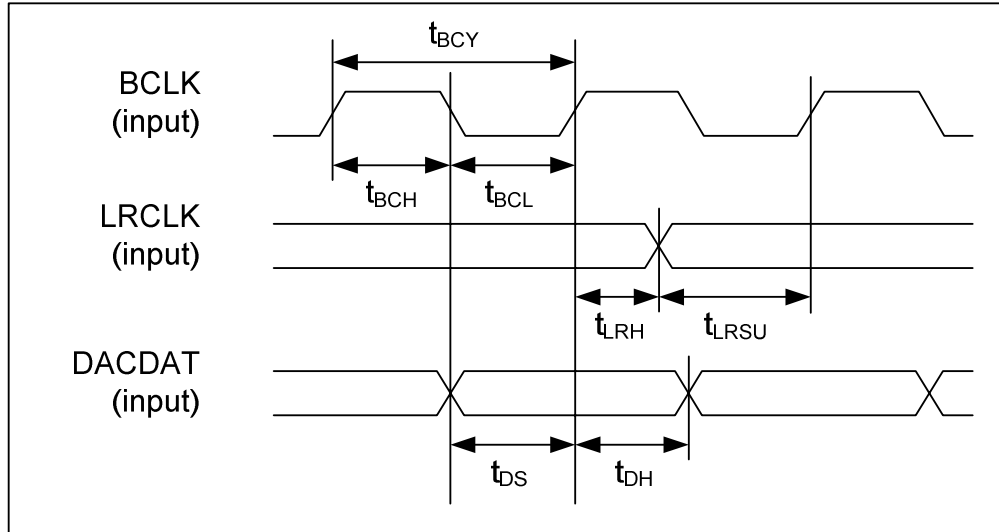 tBCY
BCLK
(input)
tBCH
tBCL
LRCLK
(input)
tLRH
tLRSU
DACDAT
(input)
tDS
tDH